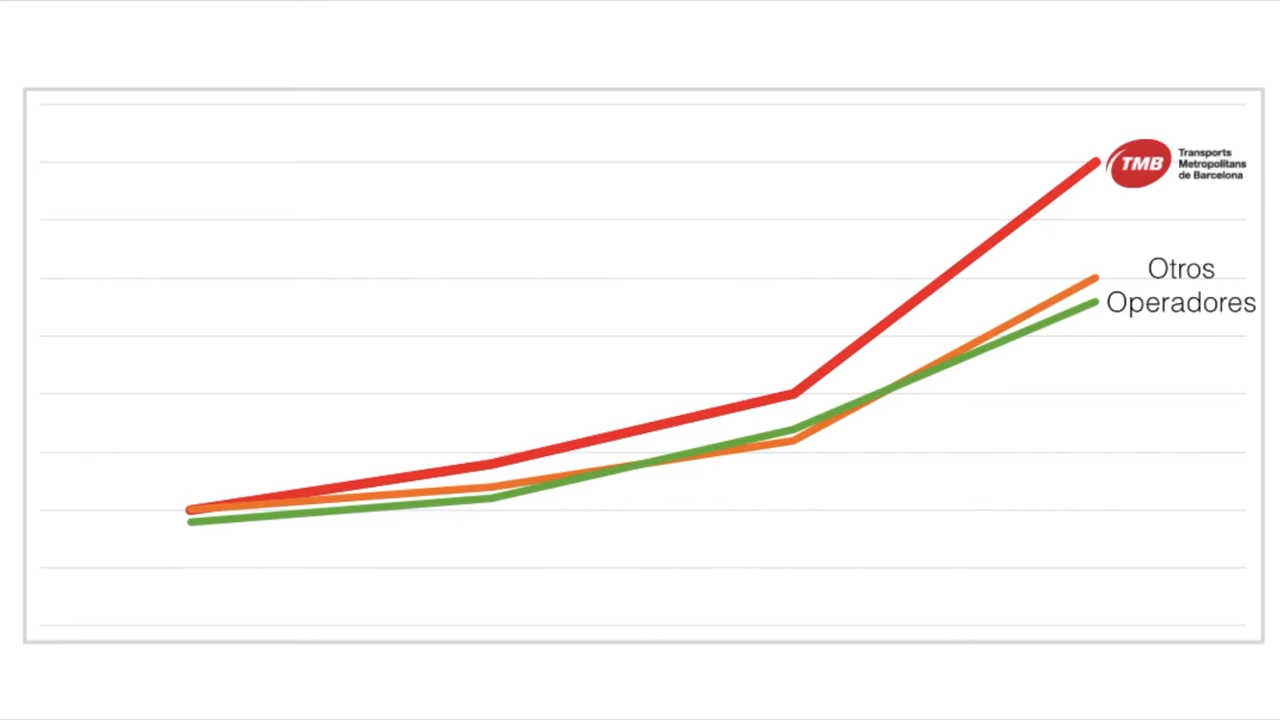 TMB
Transports
Metropolitans
de Barcelona
Otros
Operadores